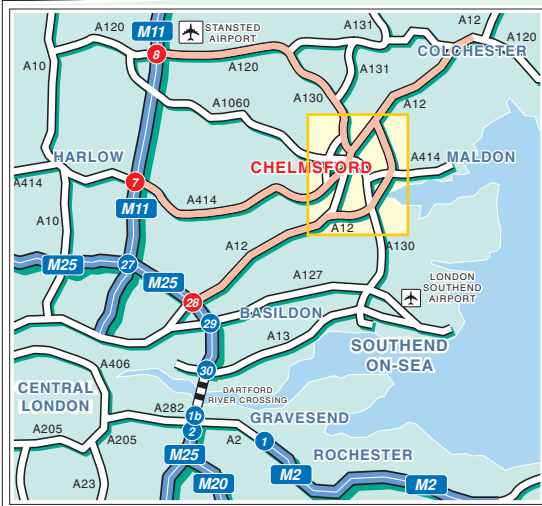 A120
M11
STANSTED
AIRPORT
A131
A12
A120
COLCHESTER
8
A10
A120
A131
A1060
A130
A12
HARLOW
CHELMSFORD
A414
MALDON
A414
7
M11
A414
A10
A12
A12
A130
M25
27
M25
A127
LONDON
SOUTHEND
AIRPORT
28
29
BASILDON
A13
SOUTHEND
ON-SEA
A406
30
CENTRAL
LONDON
DARTFORD
RIVER CROSSING
A282
1b
GRAVESEND
A205
A205
2
A2
1
M25
ROCHESTER
A23
M20
M2
M2